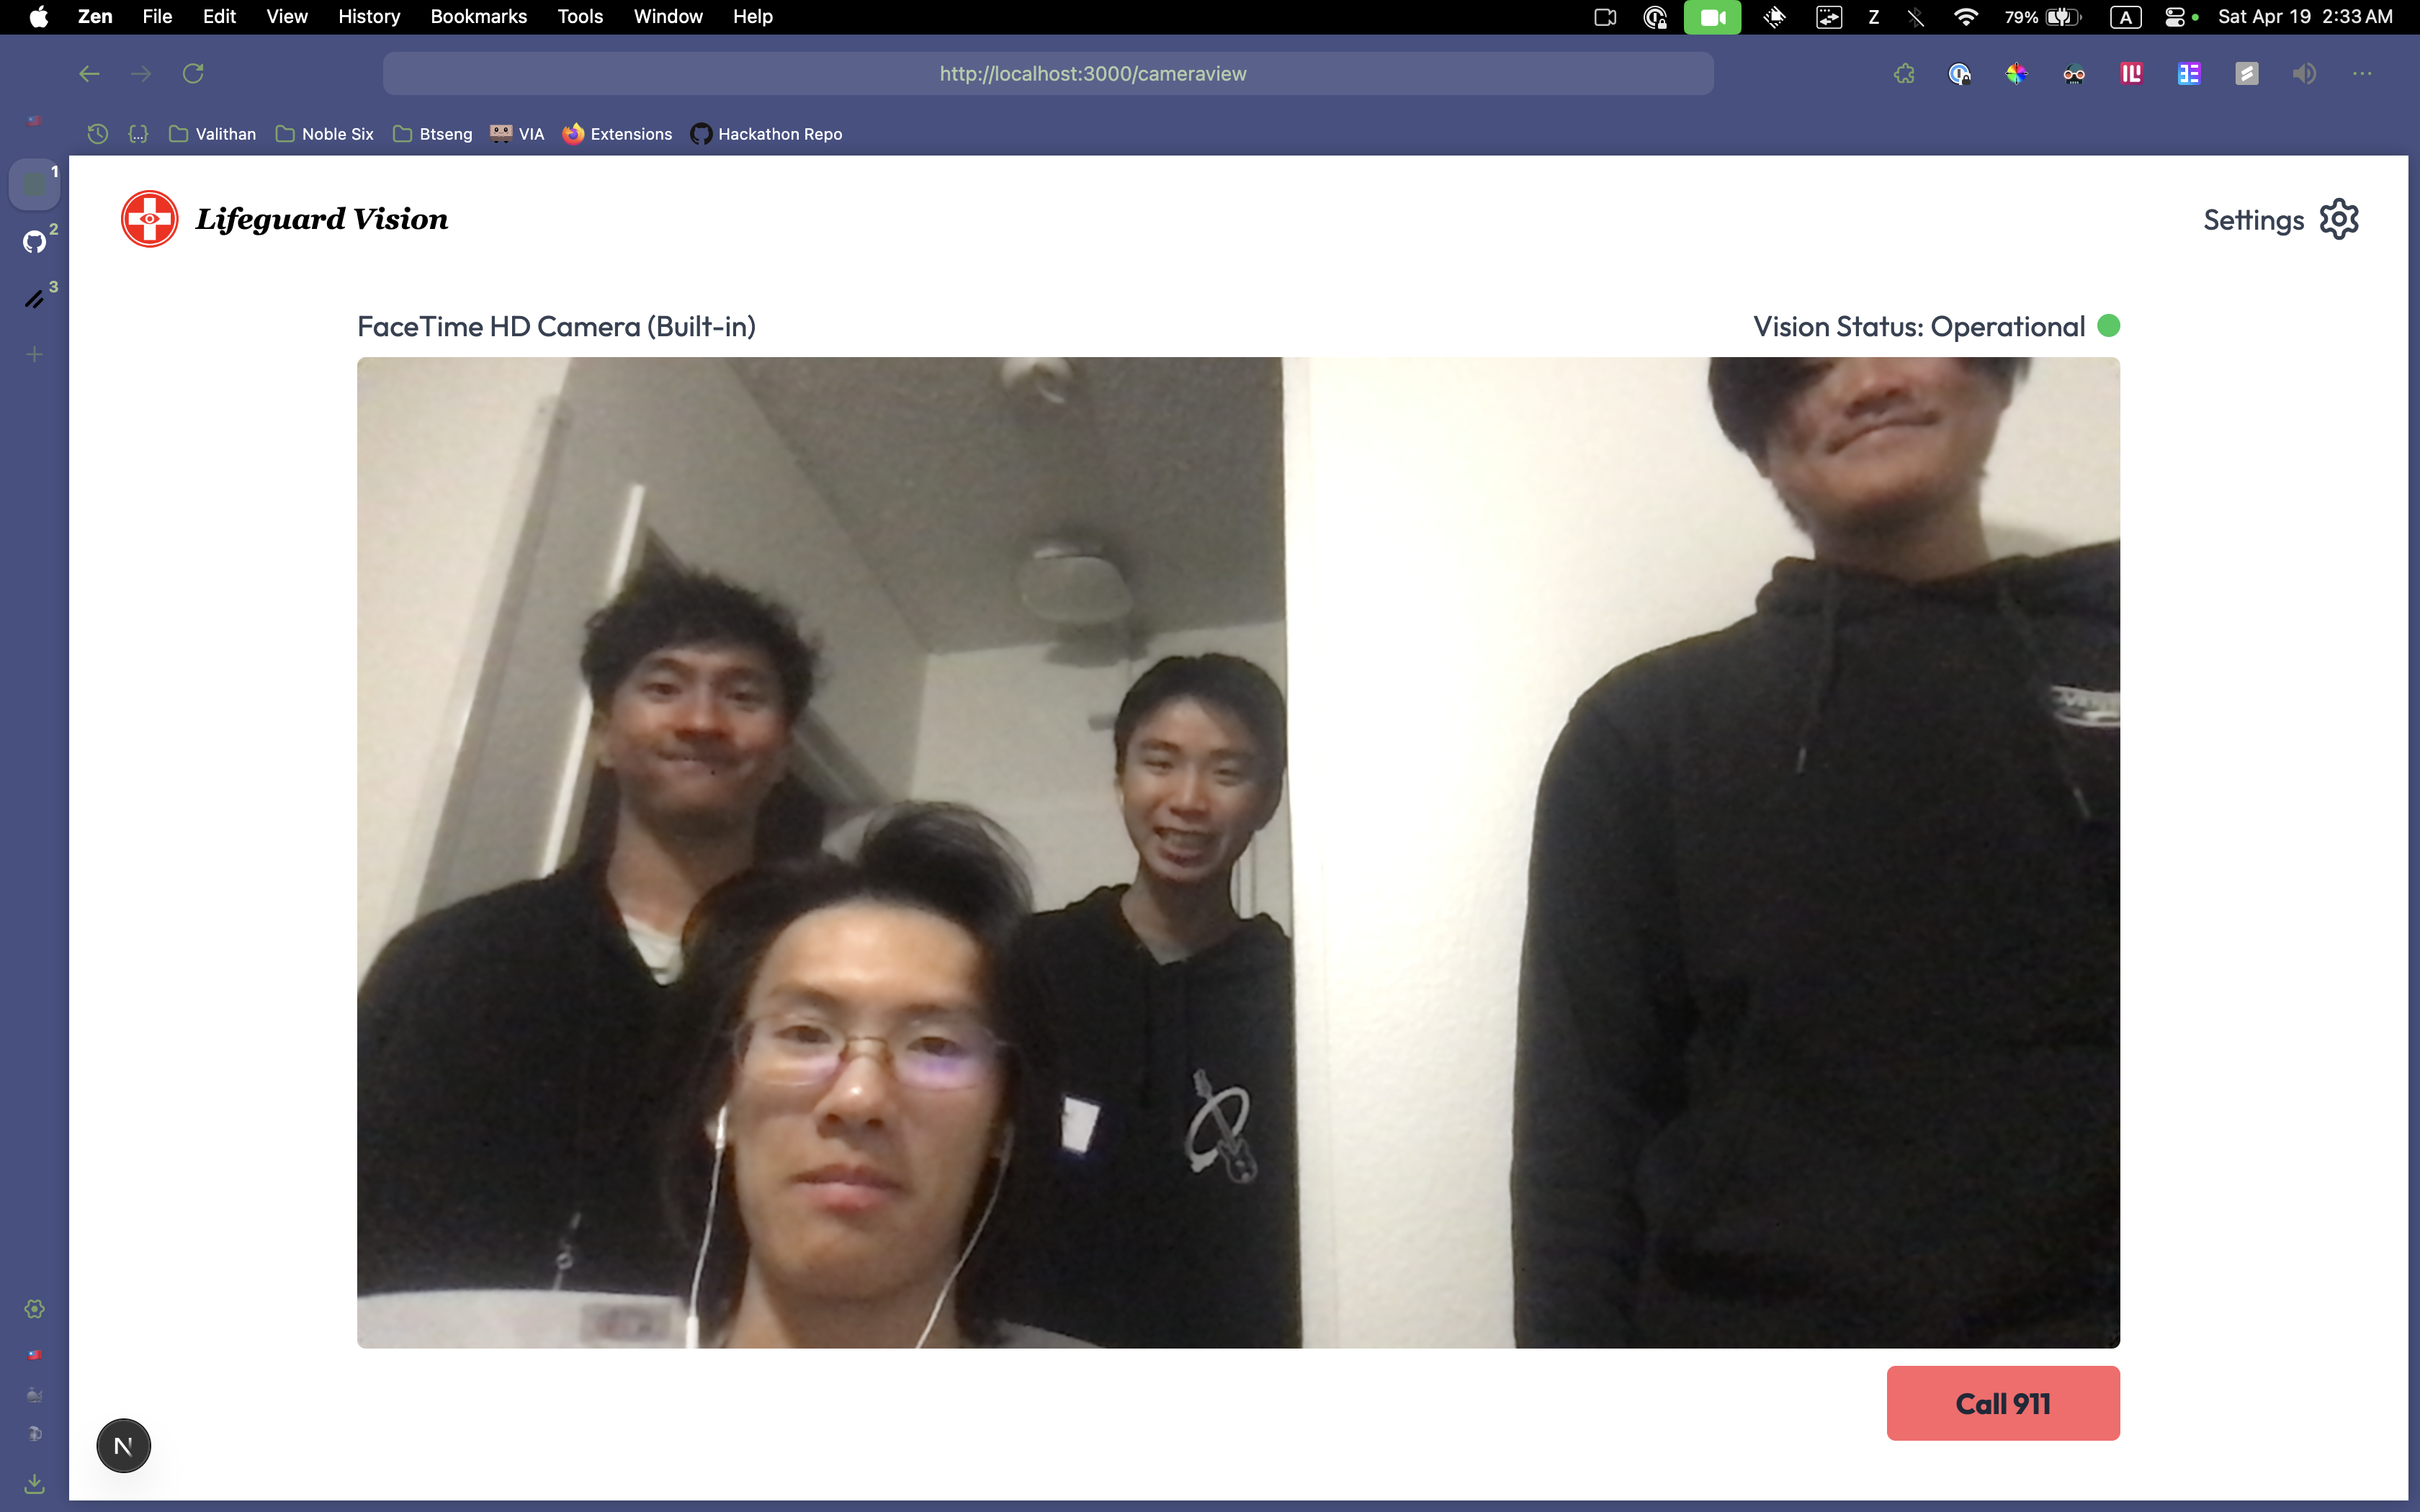 Zen File Edit View History Bookmarks Tools Window Help Z 79% A Sat Apr 19 2:33 AM
http://localhost:3000/cameraview
Valithan Noble Six Btseng VIA Extensions Hackathon Repo
1
2
3
Lifeguard Vision
Settings
FaceTime HD Camera (Built-in)
Vision Status: Operational
Call 911
N